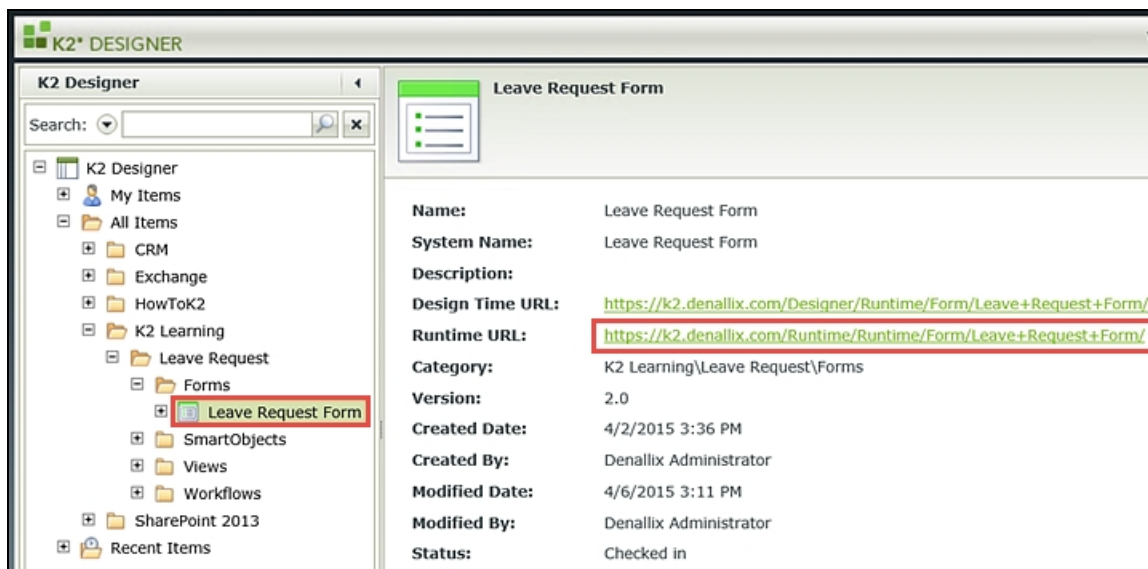 K2* DESIGNER
K2 Designer
Search:
K2 Designer
My Items
All Items
CRM
Exchange
HowToK2
K2 Learning
Leave Request
Forms
Leave Request Form
SmartObjects
Views
Workflows
SharePoint 2013
Recent Items
Leave Request Form
Name: Leave Request Form
System Name: Leave Request Form
Description:
Design Time URL: https://k2.denallix.com/Designer/Runtime/Form/Leave+Request+Form/
Runtime URL: https://k2.denallix.com/Runtime/Runtime/Form/Leave+Request+Form/
Category: K2 Learning\Leave Request\Forms
Version: 2.0
Created Date: 4/2/2015 3:36 PM
Created By: Denallix Administrator
Modified Date: 4/6/2015 3:11 PM
Modified By: Denallix Administrator
Status: Checked in